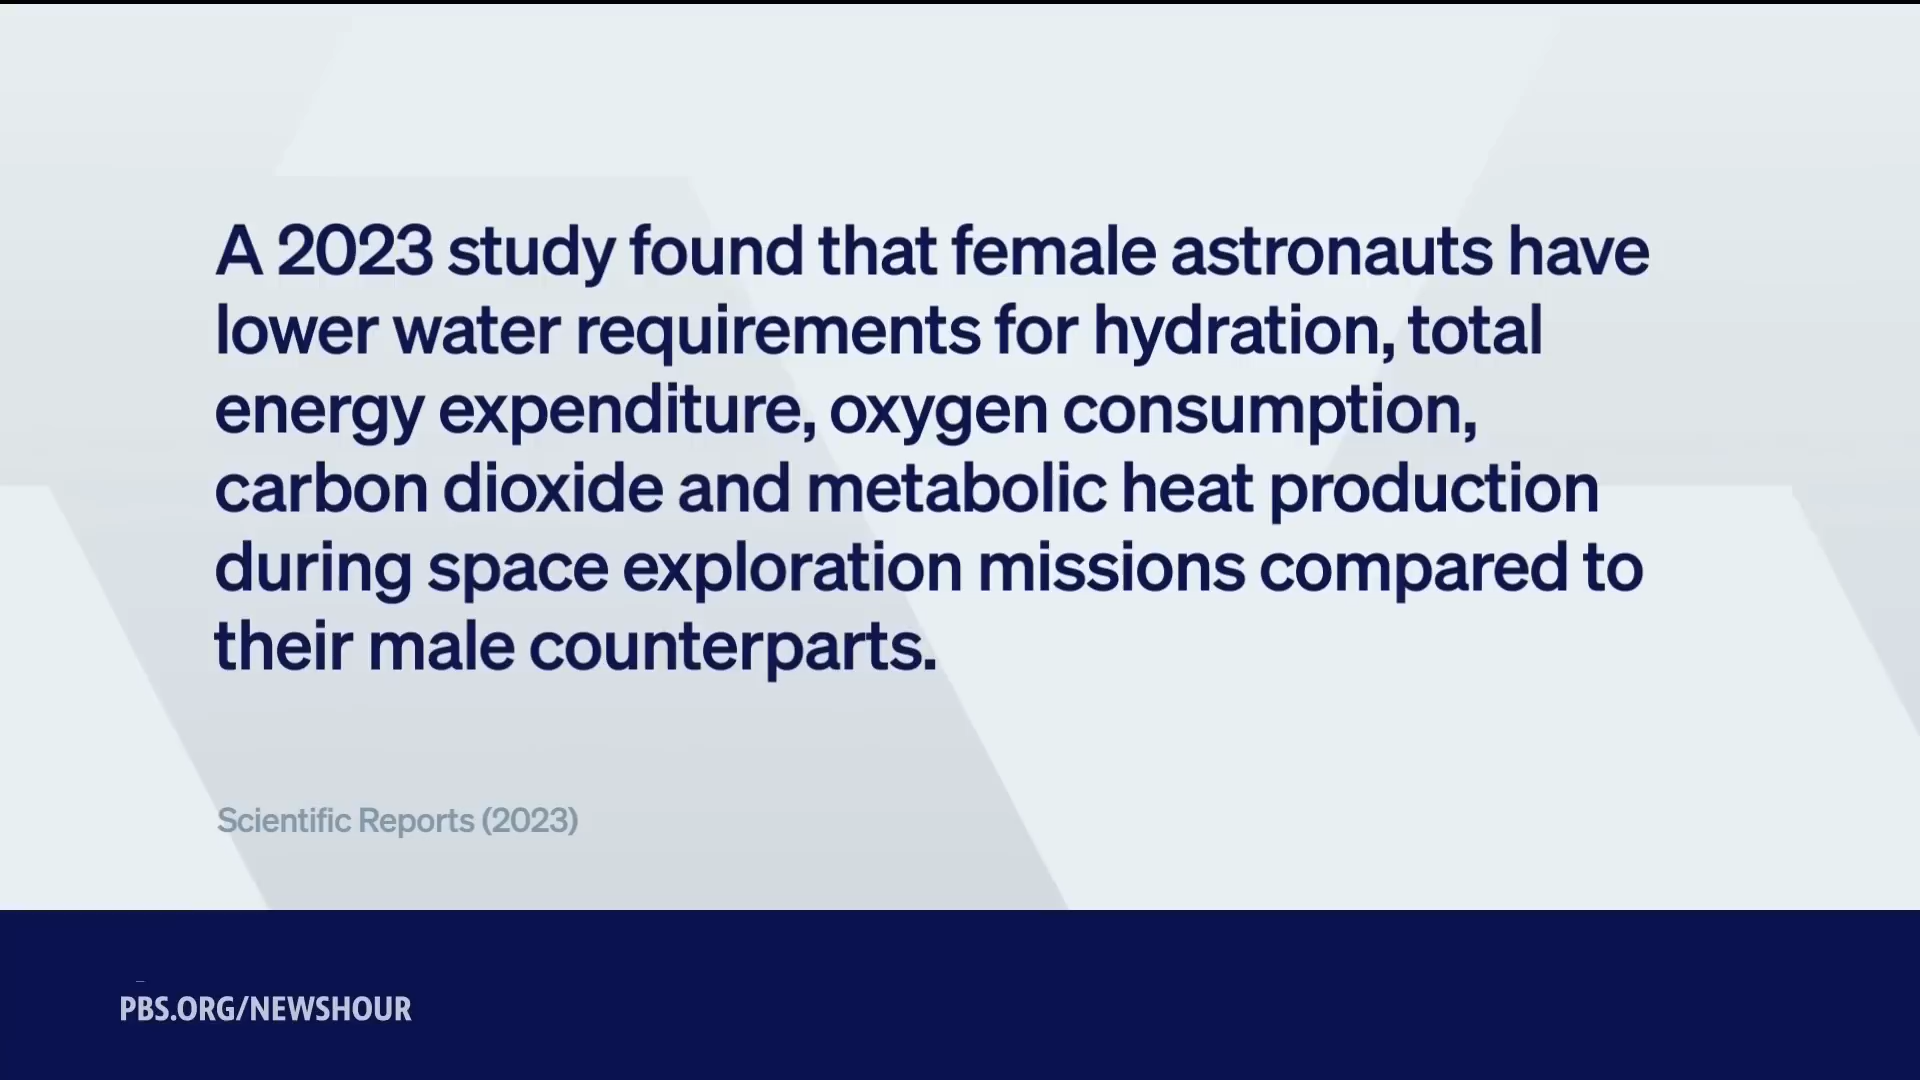 A 2023 study found that female astronauts have
lower water requirements for hydration, total
energy expenditure, oxygen consumption,
carbon dioxide and metabolic heat production
during space exploration missions compared to
their male counterparts.
Scientific Reports (2023)
PBS.ORG/NEWSHOUR